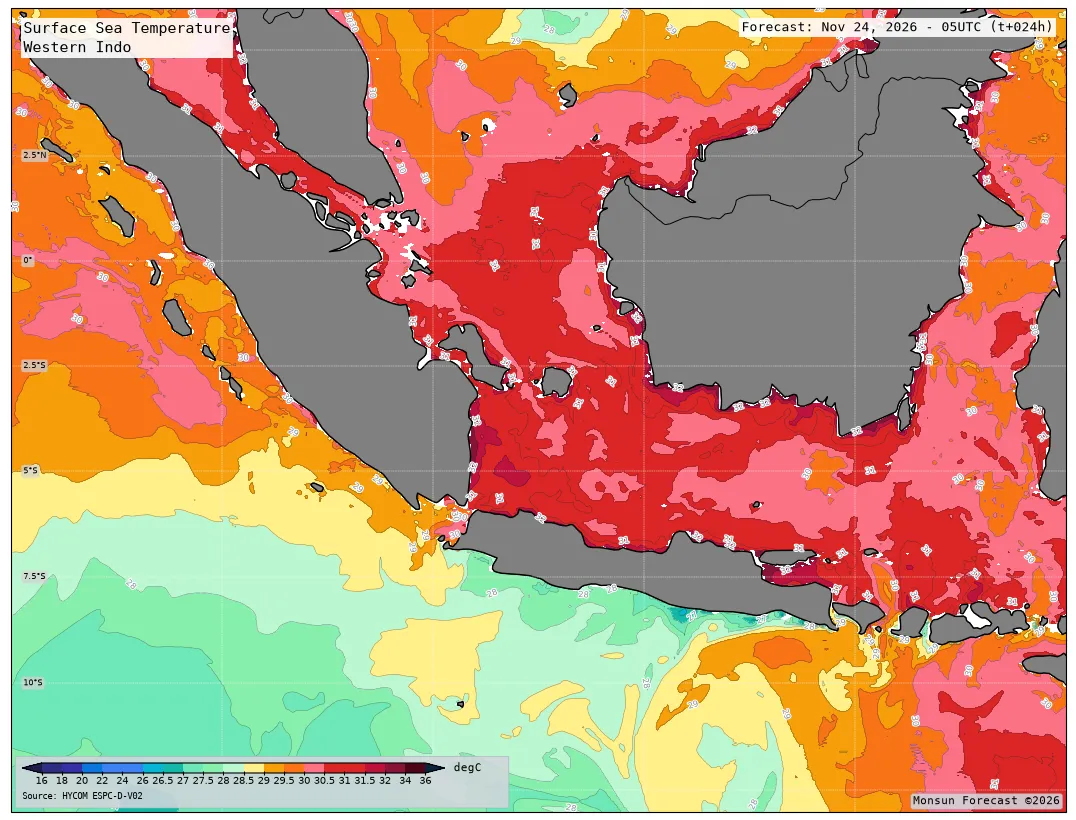 Surface Sea Temperature
Western Indo
Forecast: Nov 24, 2026 - 05UTC (t+024h)
2.5°N
0°
2.5°S
5°S
7.5°S
10°S
16 18 20 22 24 26 26.5 27 27.5 28 28.5 29 29.5 30 30.5 31 31.5 32 34 36
degC
Source: HYCOM ESPC-D-V02
Monsun Forecast ©2026